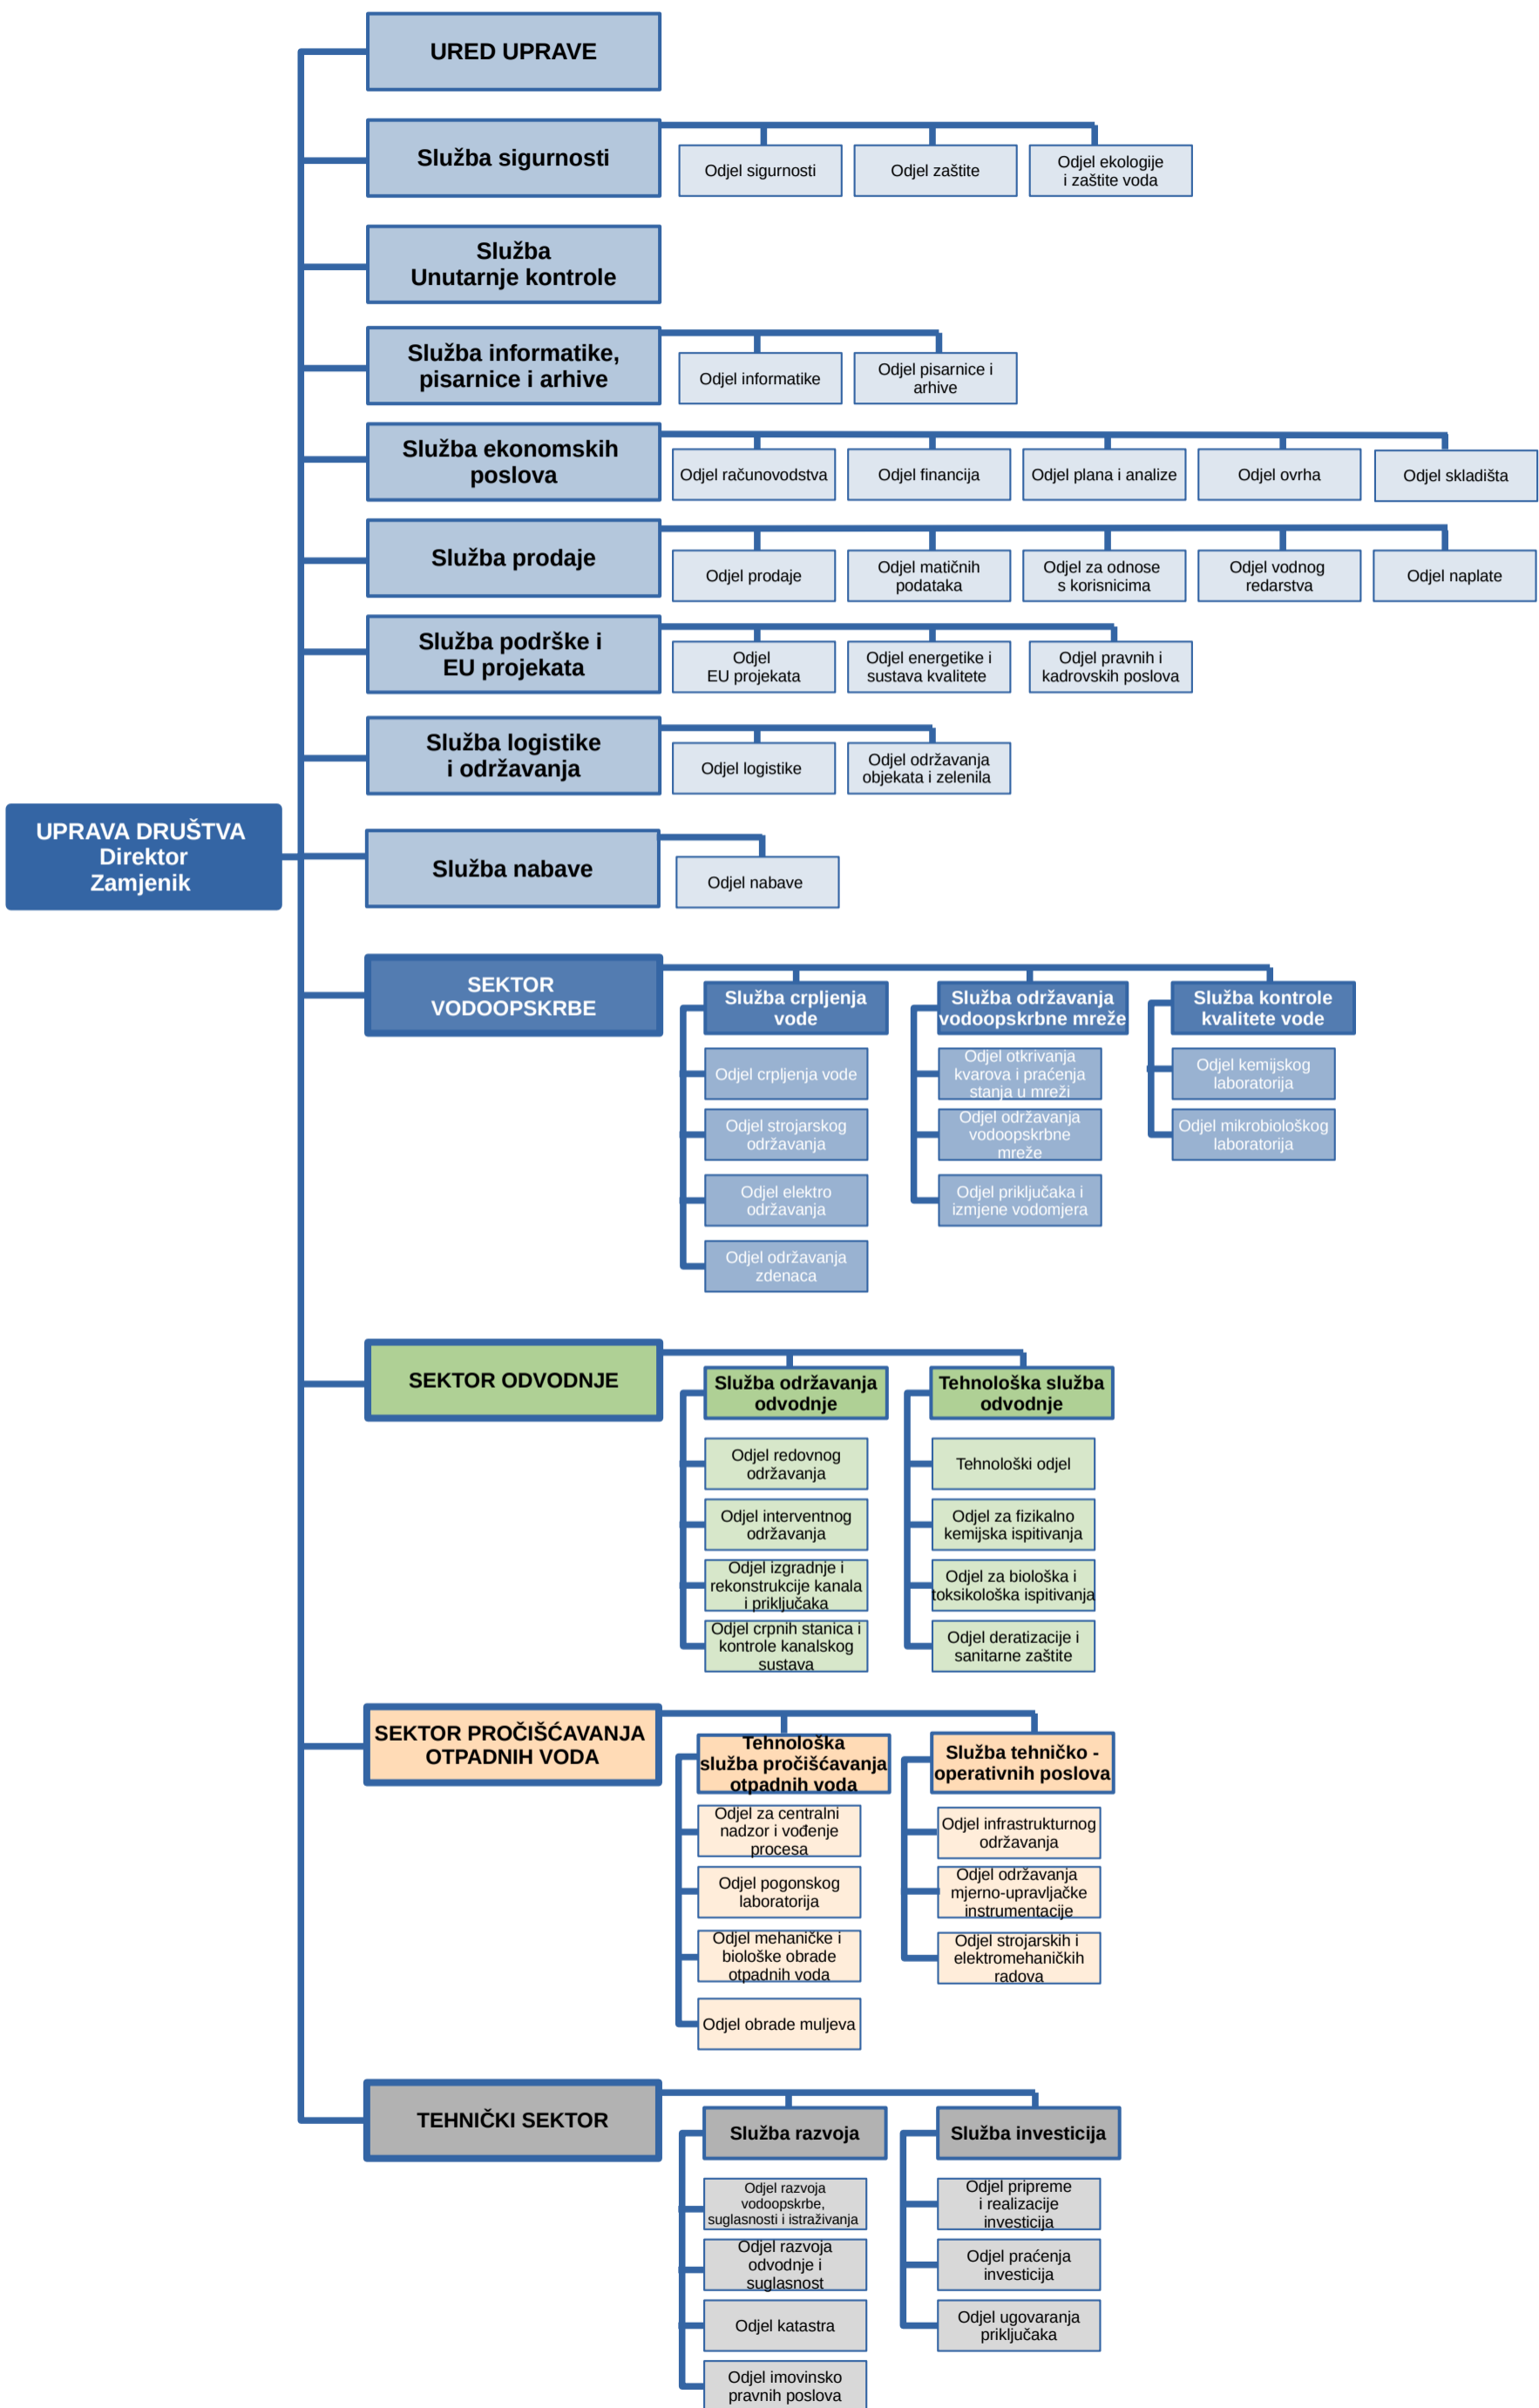 URED UPRAVE
Služba sigurnosti
Odjel sigurnosti
Odjel zaštite
Odjel ekologije
i zaštite voda
Služba
Unutarnje kontrole
Služba informatike,
pisarnice i arhive
Odjel informatike
Odjel pisarnice i
arhive
Služba ekonomskih
poslova
Odjel računovodstva
Odjel financija
Odjel plana i analize
Odjel ovrha
Odjel skladišta
Služba prodaje
Odjel prodaje
Odjel matičnih
podataka
Odjel za odnose
s korisnicima
Odjel vodnog
redarstva
Odjel naplate
Služba podrške i
EU projekata
Odjel
EU projekata
Odjel energetike i
sustava kvalitete
Odjel pravnih i
kadrovskih poslova
Služba logistike
i održavanja
Odjel logistike
Odjel održavanja
objekata i zelenila
UPRAVA DRUŠTVA
Direktor
Zamjenik
Služba nabave
Odjel nabave
SEKTOR
VODOOPSKRBE
Služba crpljenja
vode
Odjel crpljenja vode
Odjel strojarskog
održavanja
Odjel elektro
održavanja
Odjel održavanja
zdenaca
Služba održavanja
vodoopskrbne mreže
Odjel otkrivanja
kvarova i praćenja
stanja u mreži
Odjel održavanja
vodoopskrbne
mreže
Odjel priključaka i
izmjene vodomjera
Služba kontrole
kvalitete vode
Odjel kemijskog
laboratorija
Odjel mikrobiološkog
laboratorija
SEKTOR ODVODNJE
Služba održavanja
odvodnje
Odjel redovnog
održavanja
Odjel interventnog
održavanja
Odjel izgradnje i
rekonstrukcije kanala
i priključaka
Odjel crpnih stanica i
kontrole kanalskog
sustava
Tehnološka služba
odvodnje
Tehnološki odjel
Odjel za fizikalno
kemijska ispitivanja
Odjel za biološka i
toksikološka ispitivanja
Odjel deratizacije i
sanitarne zaštite
SEKTOR PROČIŠĆAVANJA
OTPADNIH VODA
Tehnološka
služba pročišćavanja
otpadnih voda
Odjel za centralni
nadzor i vođenje
procesa
Odjel pogonskog
laboratorija
Odjel mehaničke i
biološke obrade
otpadnih voda
Odjel obrade muljeva
Služba tehničko -
operativnih poslova
Odjel infrastrukturnog
održavanja
Odjel održavanja
mjerno-upravljačke
instrumentacije
Odjel strojarskih i
elektromehaničkih
radova
TEHNIČKI SEKTOR
Služba razvoja
Odjel razvoja
vodoopskrbe,
suglasnosti i istraživanja
Odjel razvoja
odvodnje i
suglasnost
Odjel katastra
Odjel imovinsko
pravnih poslova
Služba investicija
Odjel pripreme
i realizacije
investicija
Odjel praćenja
investicija
Odjel ugovaranja
priključaka